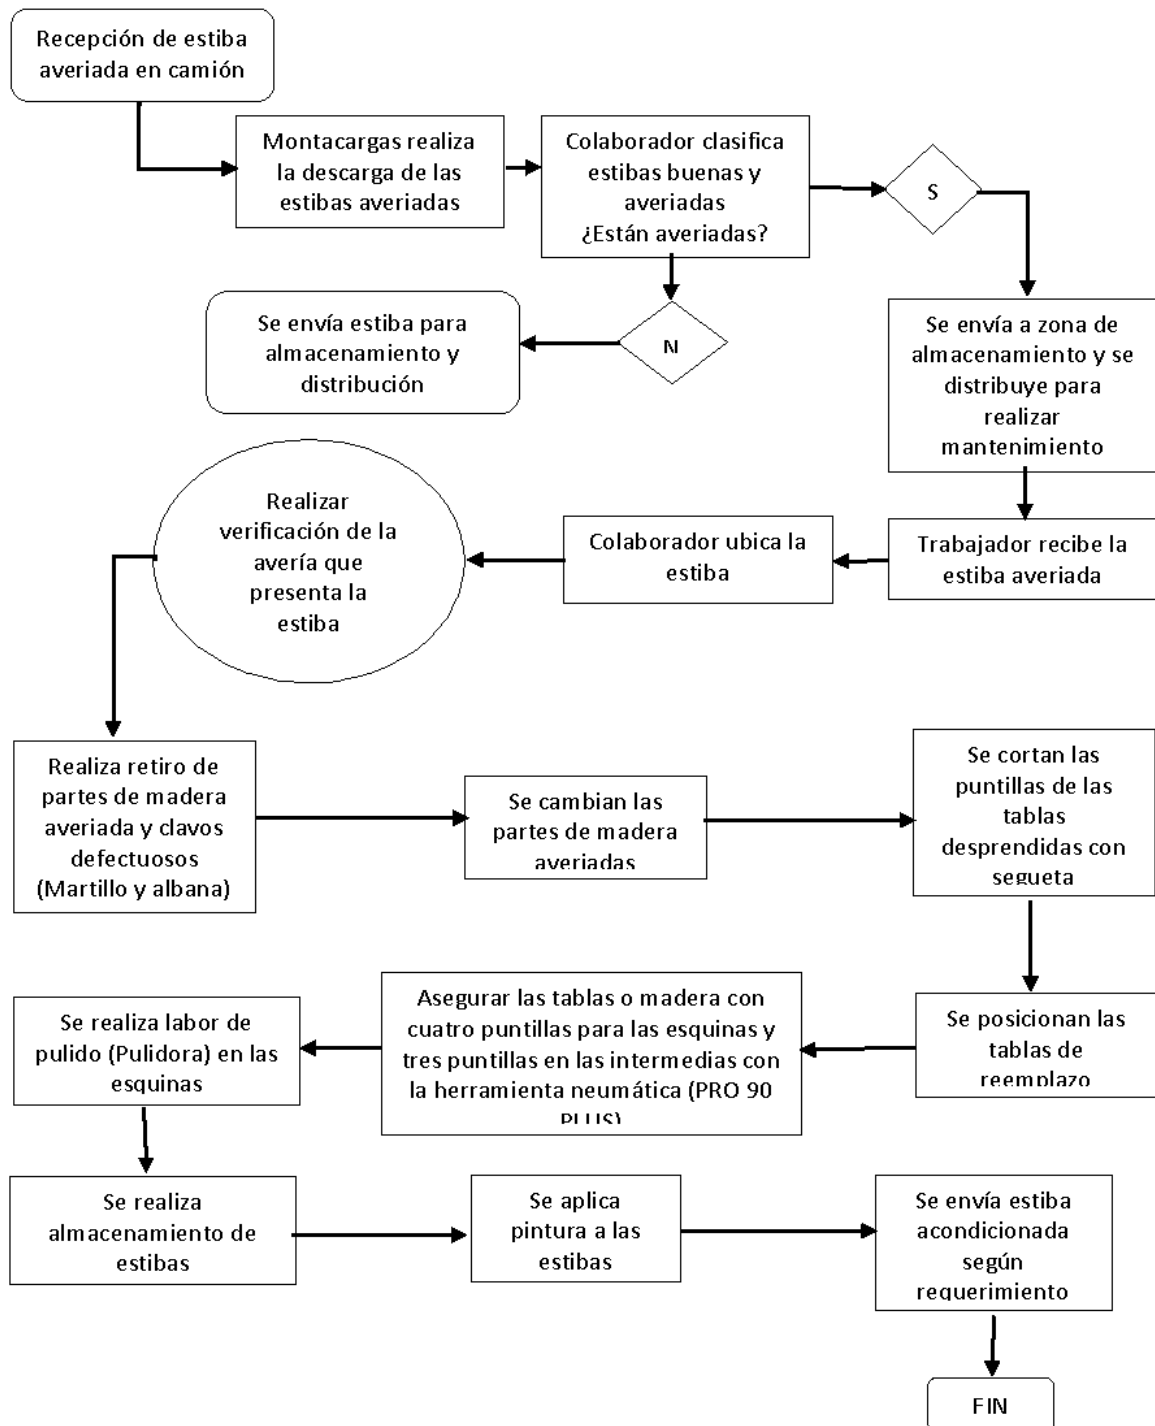 Recepción de estiba
averiada en camión
Montacargas realiza
la descarga de las
estibas averiadas
Colaborador clasifica
estibas buenas y
averiadas
¿Están averiadas?
S
Se envía estiba para
almacenamiento y
distribución
N
Se envía a zona de
almacenamiento y se
distribuye para
realizar
mantenimiento
Trabajador recibe la
estiba averiada
Colaborador ubica la
estiba
Realizar
verificación de la
avería que
presenta la
estiba
Realiza retiro de
partes de madera
averiada y clavos
defectuosos
(Martillo y albana)
Se cambian las
partes de madera
averiadas
Se cortan las
puntillas de las
tablas
desprendidas con
segueta
Se posicionan las
tablas de
reemplazo
Asegurar las tablas o madera con
cuatro puntillas para las esquinas y
tres puntillas en las intermedias con
la herramienta neumática (PRO 90
PLUS)
Se realiza labor de
pulido (Pulidora) en las
esquinas
Se realiza
almacenamiento de
estibas
Se aplica
pintura a las
estibas
Se envía estiba
acondicionada
según
requerimiento
FIN